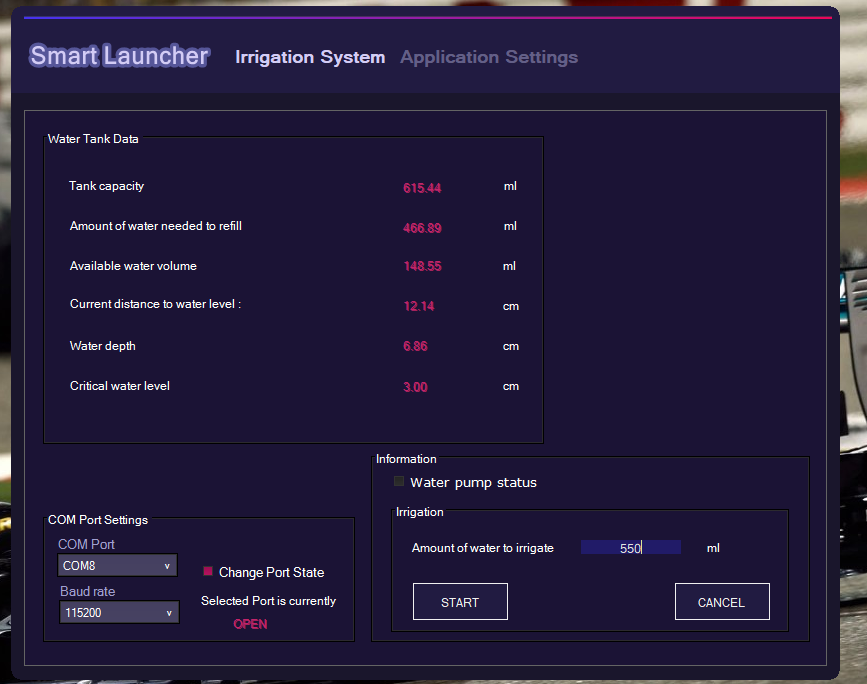 Smart Launcher Irrigation System Application Settings
Water Tank Data
Tank capacity 615.44 ml
Amount of water needed to refill 466.89 ml
Available water volume 148.55 ml
Current distance to water level : 12.14 cm
Water depth 6.86 cm
Critical water level 3.00 cm
Information
Water pump status
Irrigation
Amount of water to irrigate 550 ml
START CANCEL
COM Port Settings
COM Port
COM8 v
Change Port State
Baud rate
115200 v
Selected Port is currently
OPEN